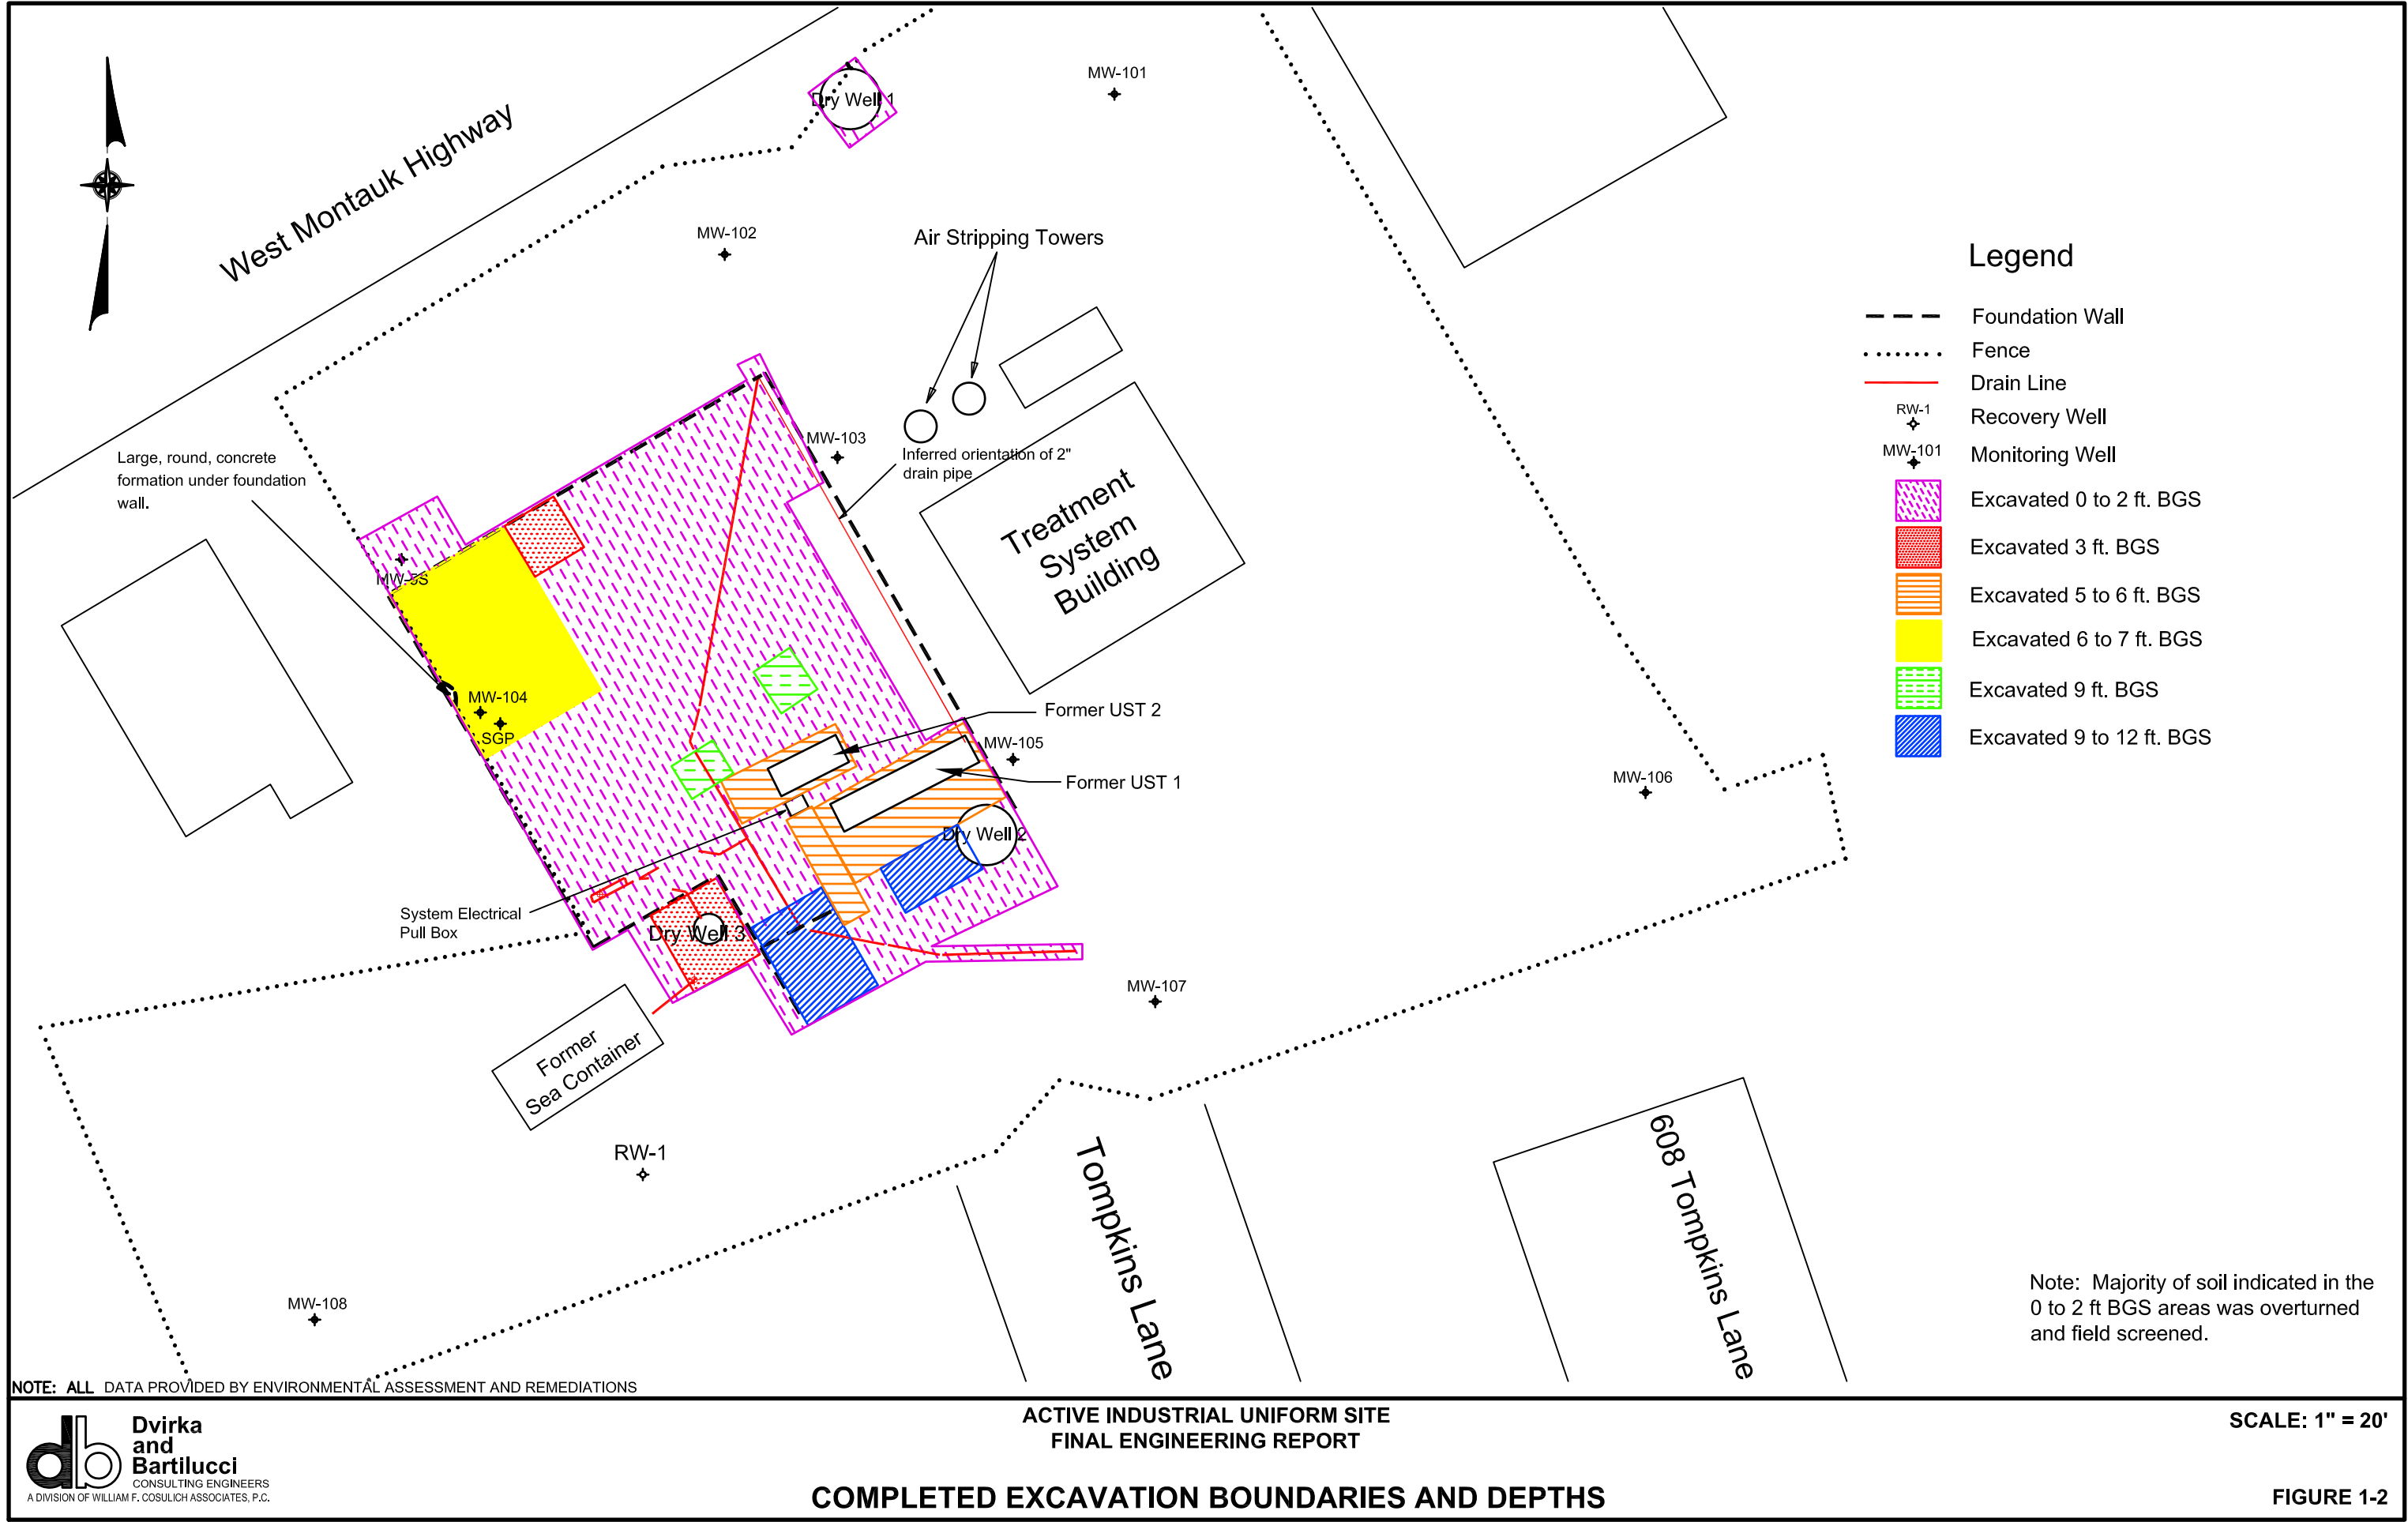 MW-101
Dry Well 1
West Montauk Highway
MW-102
Air Stripping Towers
Legend
Foundation Wall
Fence
Drain Line
RW-1
Recovery Well
MW-101
Monitoring Well
Excavated 0 to 2 ft. BGS
Excavated 3 ft. BGS
Excavated 5 to 6 ft. BGS
Excavated 6 to 7 ft. BGS
Excavated 9 ft. BGS
Excavated 9 to 12 ft. BGS
MW-103
Inferred orientation of 2"
drain pipe
Large, round, concrete
formation under foundation
wall.
Treatment
System
Building
MW-5S
MW-104
SGP
Former UST 2
MW-105
Former UST 1
MW-106
Dry Well 2
System Electrical
Pull Box
Dry Well 3
MW-107
Former
Sea Container
RW-1
Tompkins Lane
608 Tompkins Lane
MW-108
Note: Majority of soil indicated in the
0 to 2 ft BGS areas was overturned
and field screened.
NOTE: ALL DATA PROVIDED BY ENVIRONMENTAL ASSESSMENT AND REMEDIATIONS
db
Dvirka
and
Bartilucci
CONSULTING ENGINEERS
A DIVISION OF WILLIAM F. COSULICH ASSOCIATES, P.C.
ACTIVE INDUSTRIAL UNIFORM SITE
FINAL ENGINEERING REPORT
COMPLETED EXCAVATION BOUNDARIES AND DEPTHS
SCALE: 1" = 20'
FIGURE 1-2